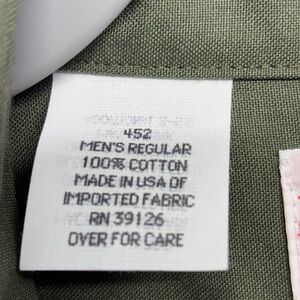 452
MEN'S REGULAR
100% COTTON
MADE IN USA OF
IMPORTED FABRIC
RN 39126
OVER FOR CARE